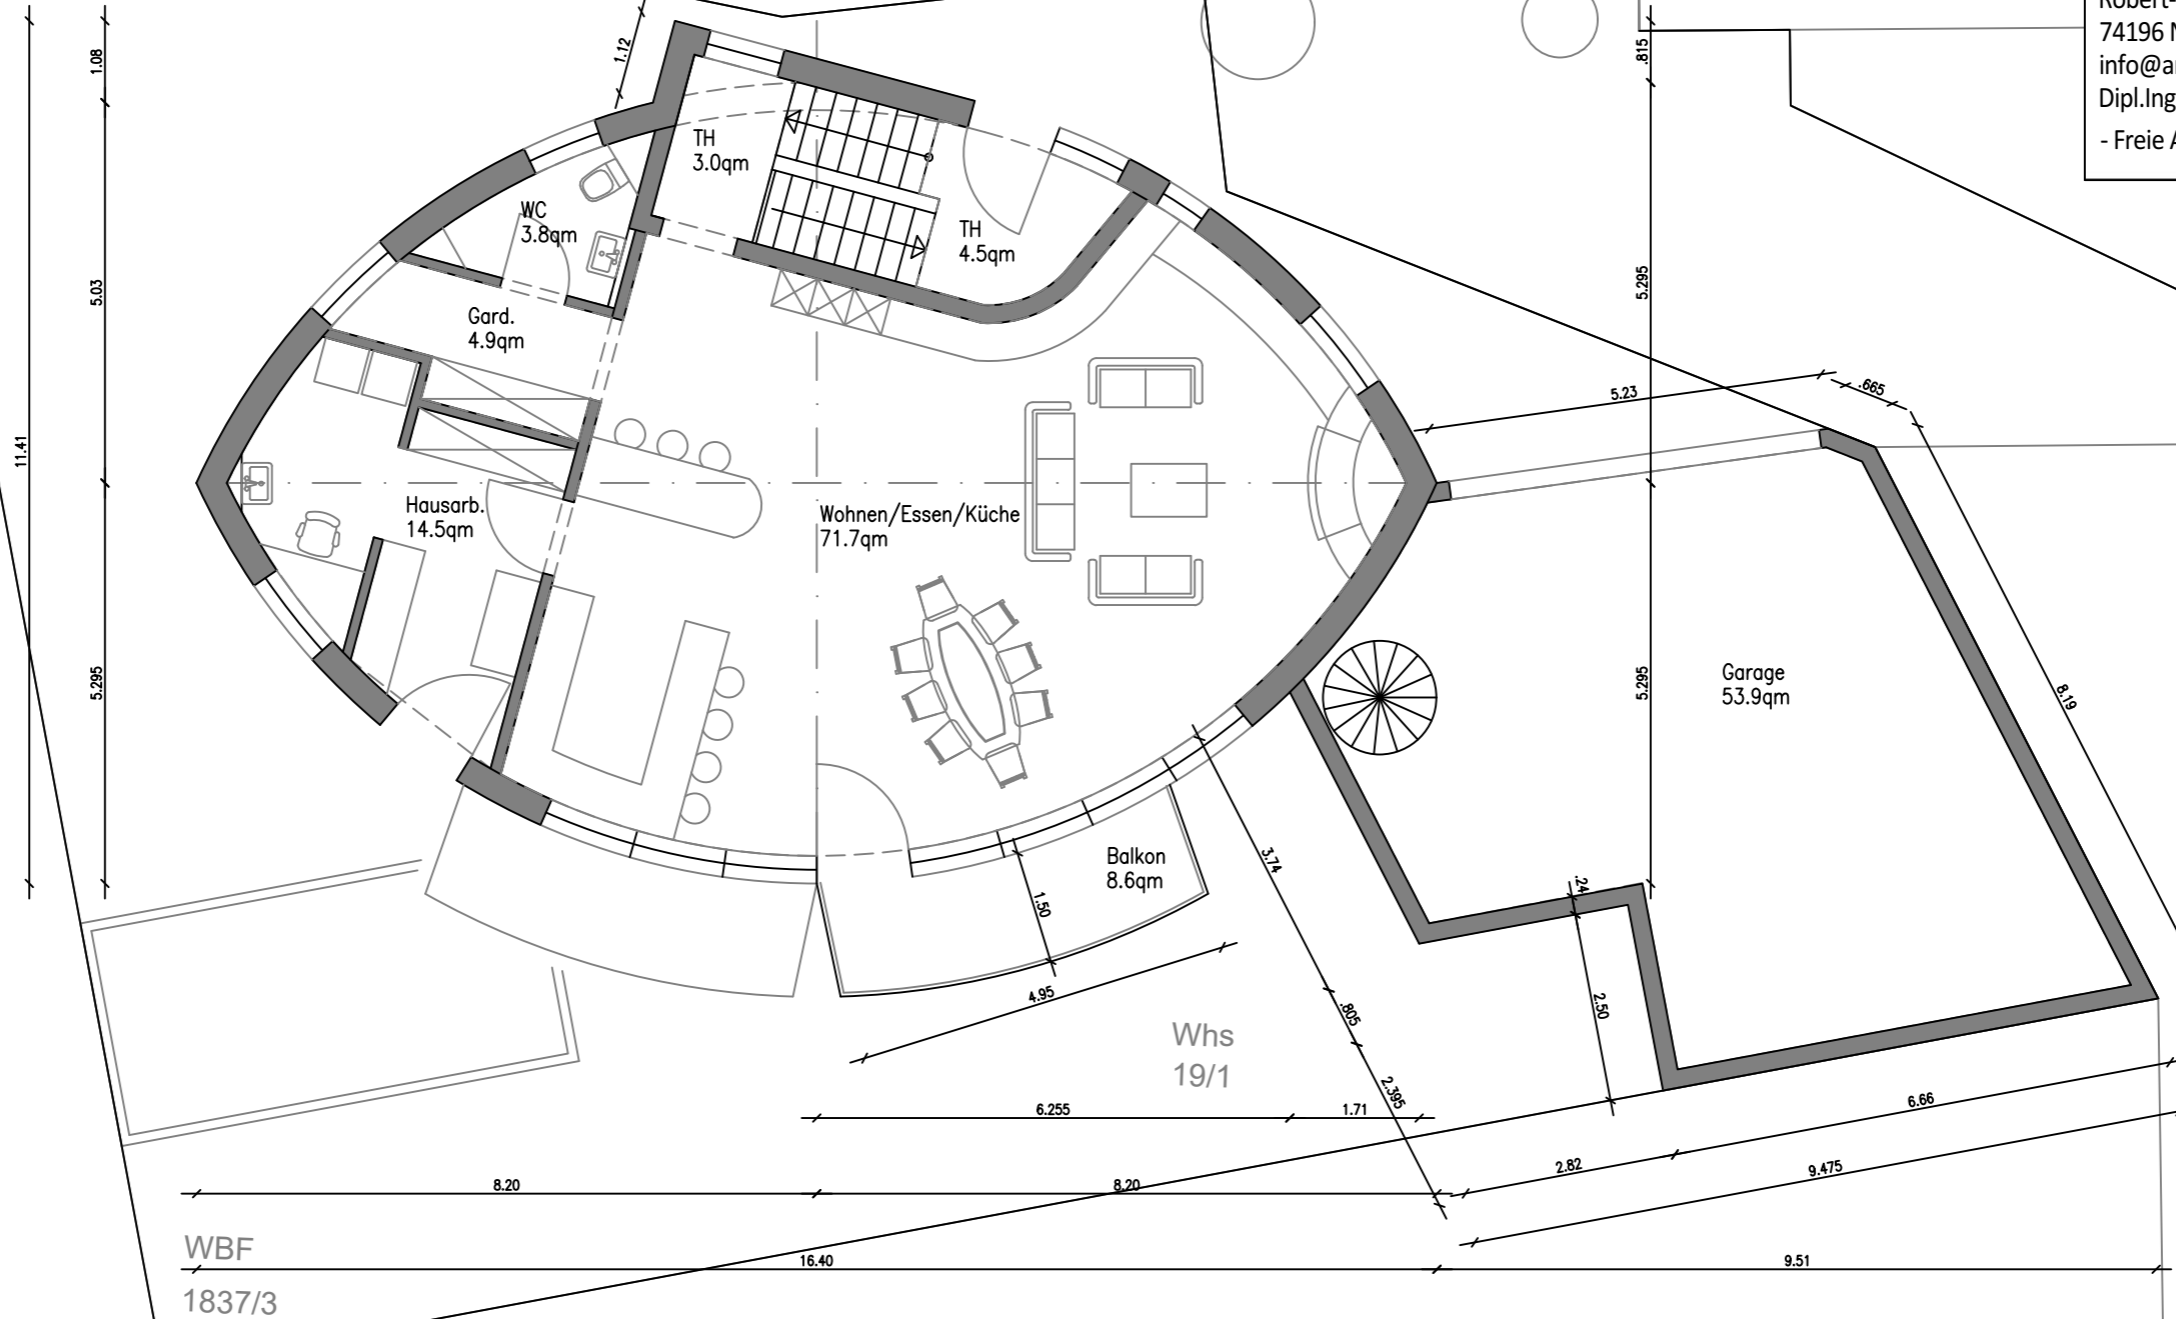 74196
info@a
Dipl.Ing
- Freie A
1.08
1.12
.815
TH
3.0qm
WC
3.8qm
TH
4.5qm
5.03
5.295
Gard.
4.9qm
5.23
.665
11.41
Hausarb.
14.5qm
Wohnen/Essen/Küche
71.7qm
5.295
5.295
Garage
53.9qm
8.19
Balkon
8.6qm
3.74
1.50
.24
4.95
.805
2.50
Whs
19/1
2.395
6.255
1.71
6.66
2.82
9.475
8.20
8.20
WBF
1837/3
16.40
9.51